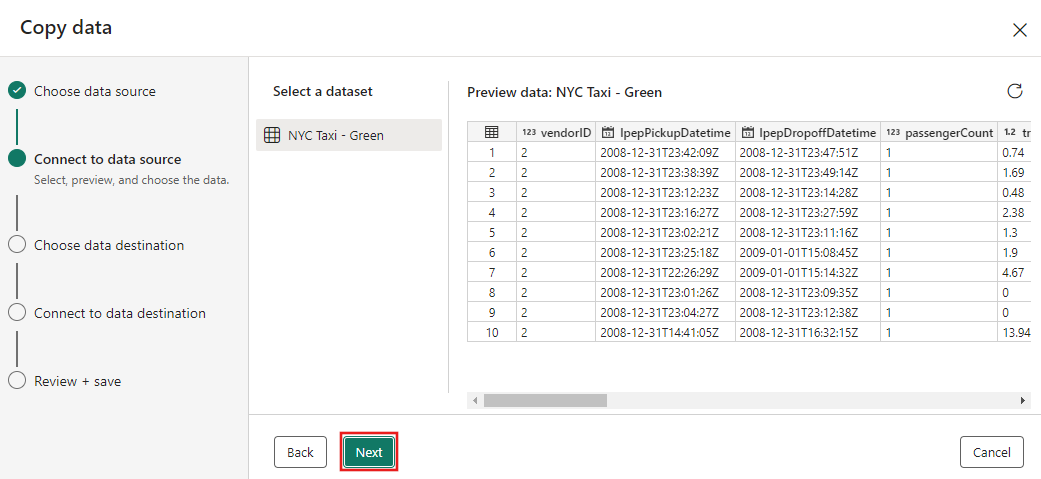 Copy data
Choose data source
Connect to data source
Select, preview, and choose the data.
Choose data destination
Connect to data destination
Review + save
Select a dataset
NYC Taxi - Green
Preview data: NYC Taxi - Green
123 vendorID lpepPickupDatetime lpepDropoffDatetime 123 passengerCount 1.2 tr
1 2 2008-12-31T23:42:09Z 2008-12-31T23:47:51Z 1 0.74
2 2 2008-12-31T23:38:39Z 2008-12-31T23:49:14Z 1 1.69
3 2 2008-12-31T23:12:23Z 2008-12-31T23:14:28Z 1 0.48
4 2 2008-12-31T23:16:27Z 2008-12-31T23:27:59Z 1 2.38
5 2 2008-12-31T23:02:21Z 2008-12-31T23:11:16Z 1 1.3
6 2 2008-12-31T23:25:18Z 2009-01-01T15:08:45Z 1 1.9
7 2 2008-12-31T22:26:29Z 2009-01-01T15:14:32Z 1 4.67
8 2 2008-12-31T23:01:26Z 2008-12-31T23:09:35Z 1 0
9 2 2008-12-31T23:04:27Z 2008-12-31T23:12:38Z 1 0
10 2 2008-12-31T14:41:05Z 2008-12-31T16:32:15Z 1 13.94
Back
Next
Cancel